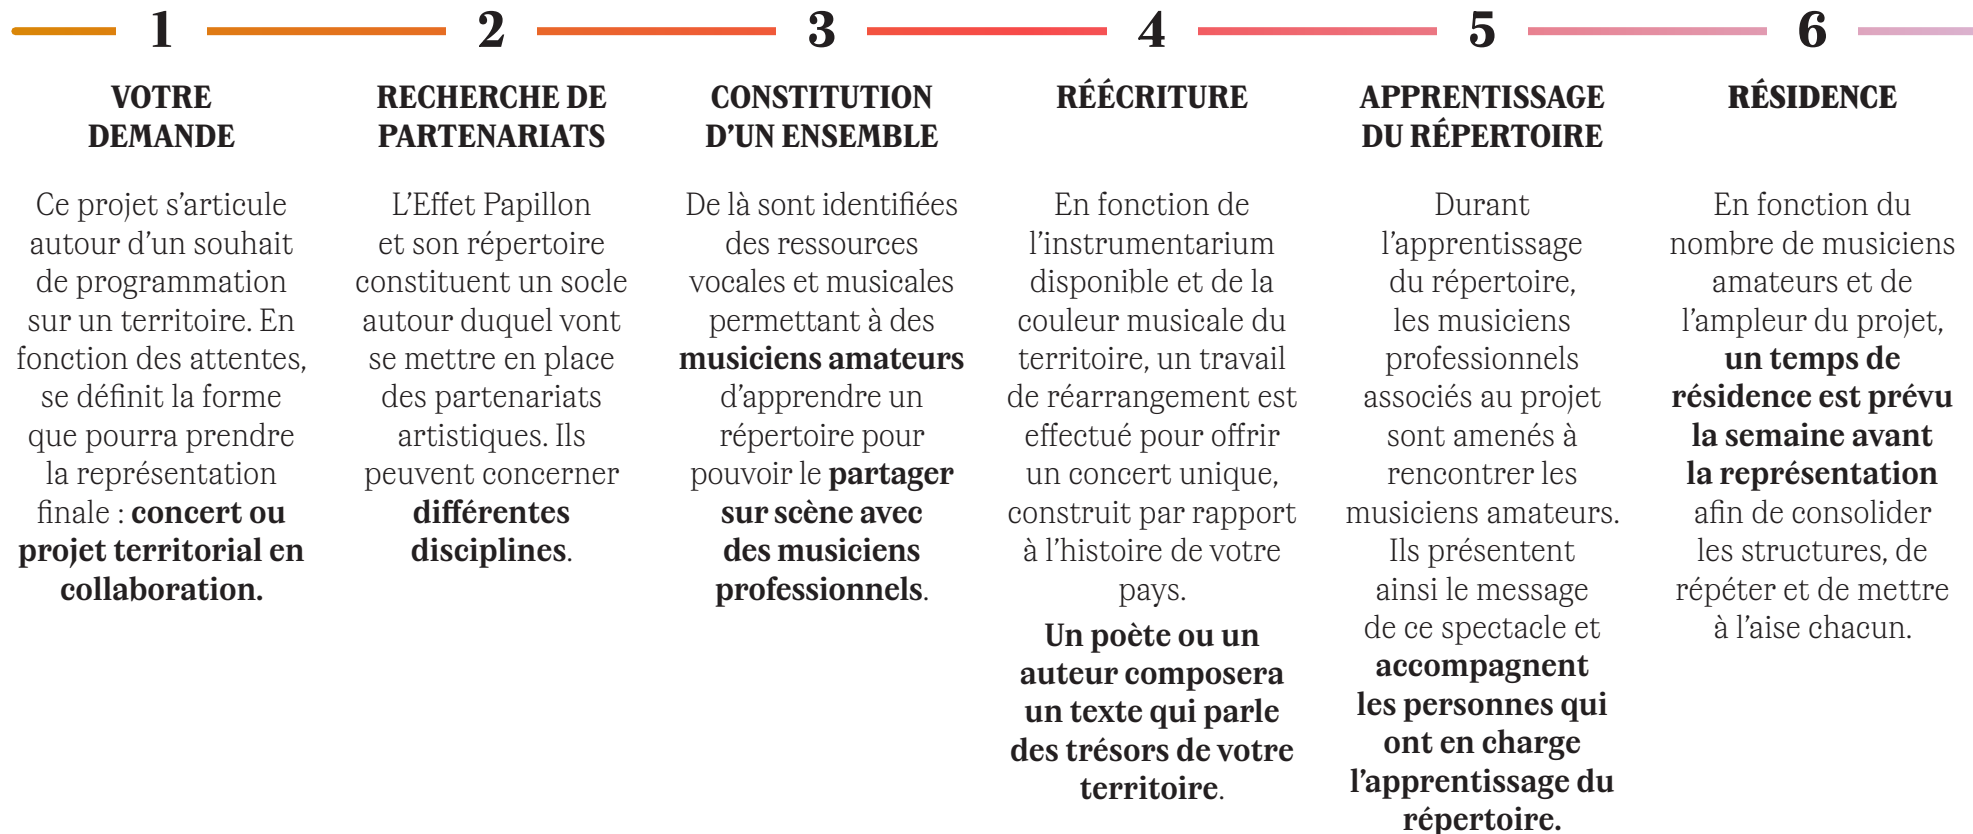 1
VOTRE
DEMANDE
Ce projet s’articule
autour d’un souhait
de programmation
sur un territoire. En
fonction des attentes,
se définit la forme
que pourra prendre
la représentation
finale : concert ou
projet territorial en
collaboration.
2
RECHERCHE DE
PARTENARIATS
L’Effet Papillon
et son répertoire
constituent un socle
autour duquel vont
se mettre en place
des partenariats
artistiques. Ils
peuvent concerner
différentes
disciplines.
3
CONSTITUTION
D’UN ENSEMBLE
De là sont identifiées
des ressources
vocales et musicales
permettant à des
musiciens amateurs
d’apprendre un
répertoire pour
pouvoir le partager
sur scène avec
des musiciens
professionnels.
4
RÉÉCRITURE
En fonction de
l’instrumentarium
disponible et de la
couleur musicale du
territoire, un travail
de réarrangement est
effectué pour offrir
un concert unique,
construit par rapport
à l’histoire de votre
pays.
Un poète ou un
auteur composera
un texte qui parle
des trésors de votre
territoire.
5
APPRENTISSAGE
DU RÉPERTOIRE
Durant
l’apprentissage
du répertoire,
les musiciens
professionnels
associés au projet
sont amenés à
rencontrer les
musiciens amateurs.
Ils présentent
ainsi le message
de ce spectacle et
accompagnent
les personnes qui
ont en charge
l’apprentissage du
répertoire.
6
RÉSIDENCE
En fonction du
nombre de musiciens
amateurs et de
l’ampleur du projet,
un temps de
résidence est prévu
la semaine avant
la représentation
afin de consolider
les structures, de
répéter et de mettre
à l’aise chacun.